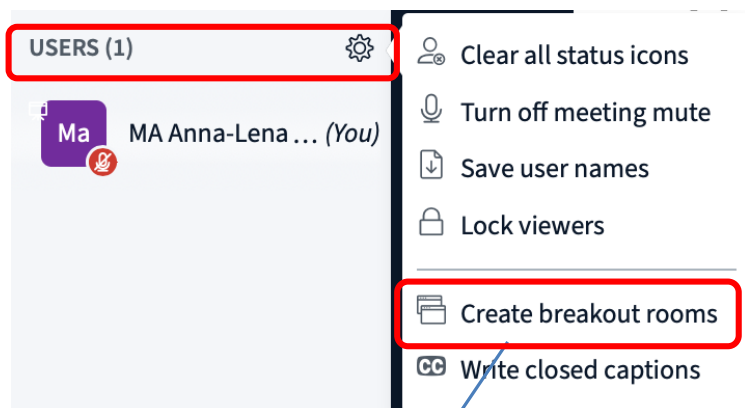 USERS (1)
Ma
MA Anna-Lena ... (You)
Clear all status icons
Turn off meeting mute
Save user names
Lock viewers
Create breakout rooms
CC Write closed captions